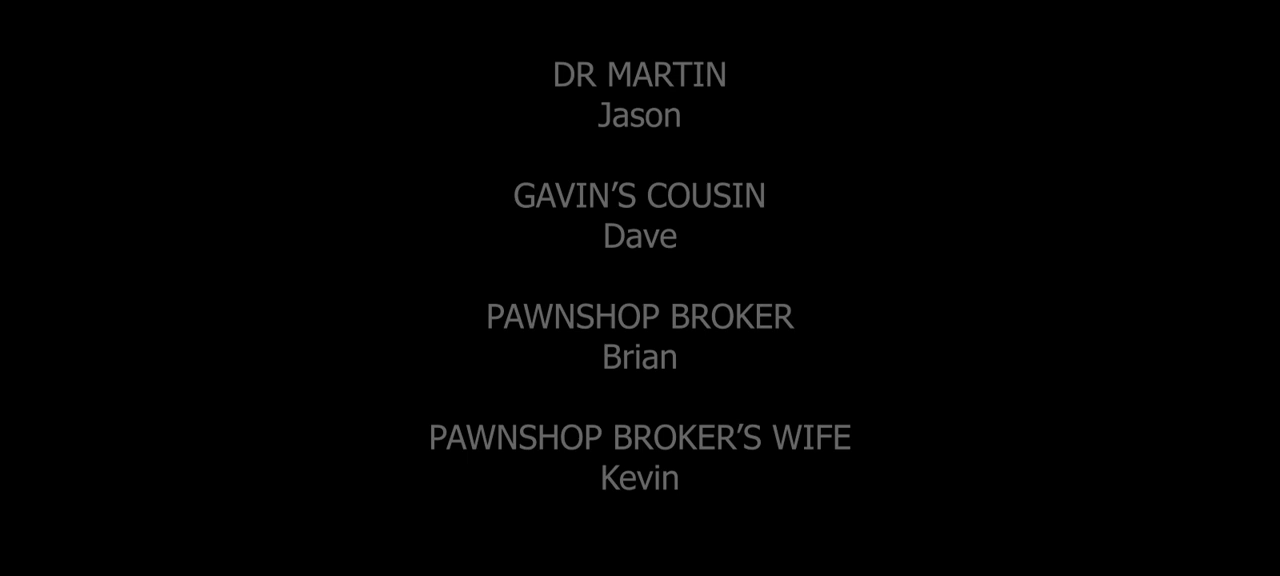 DR MARTIN
Jason
GAVIN’S COUSIN
Dave
PAWNSHOP BROKER
Brian
PAWNSHOP BROKER’S WIFE
Kevin